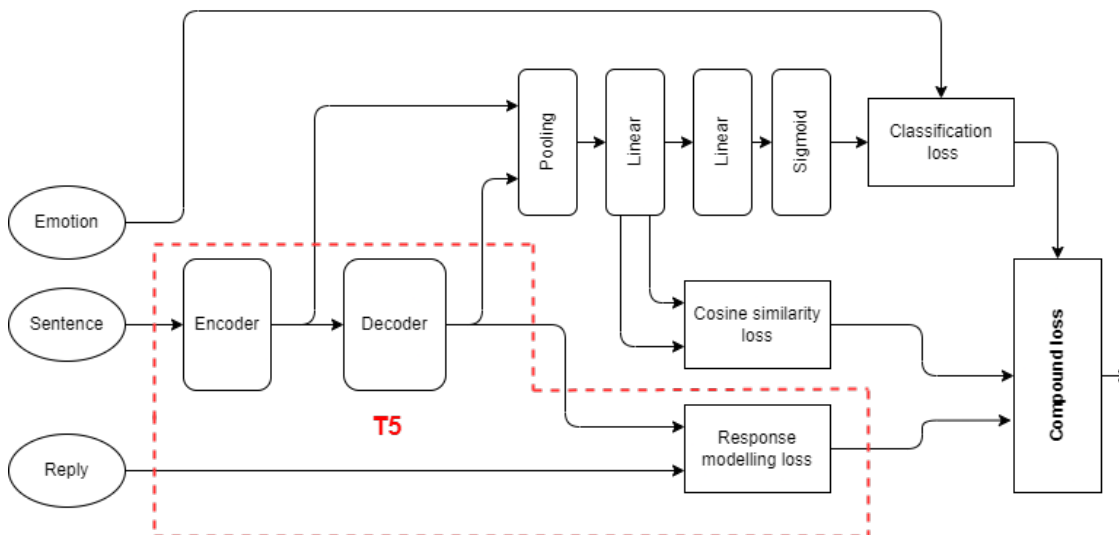 Emotion
Sentence
Reply
Encoder
Decoder
T5
Pooling
Linear
Linear
Sigmoid
Classification
loss
Cosine similarity
loss
Response
modelling loss
Compound loss